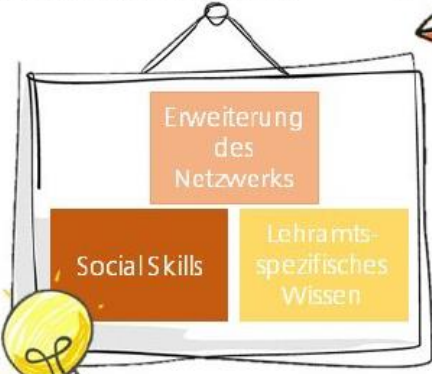 Erweiterung
des
Netzwerks
Social Skills
Lehramts-
spezifisches
Wissen